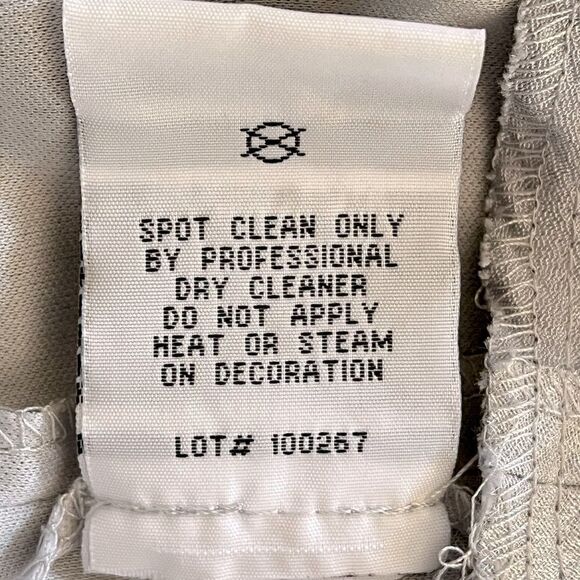 SPOT CLEAN ONLY
BY PROFESSIONAL
DRY CLEANER
DO NOT APPLY
HEAT OR STEAM
ON DECORATION
LOT# 100267